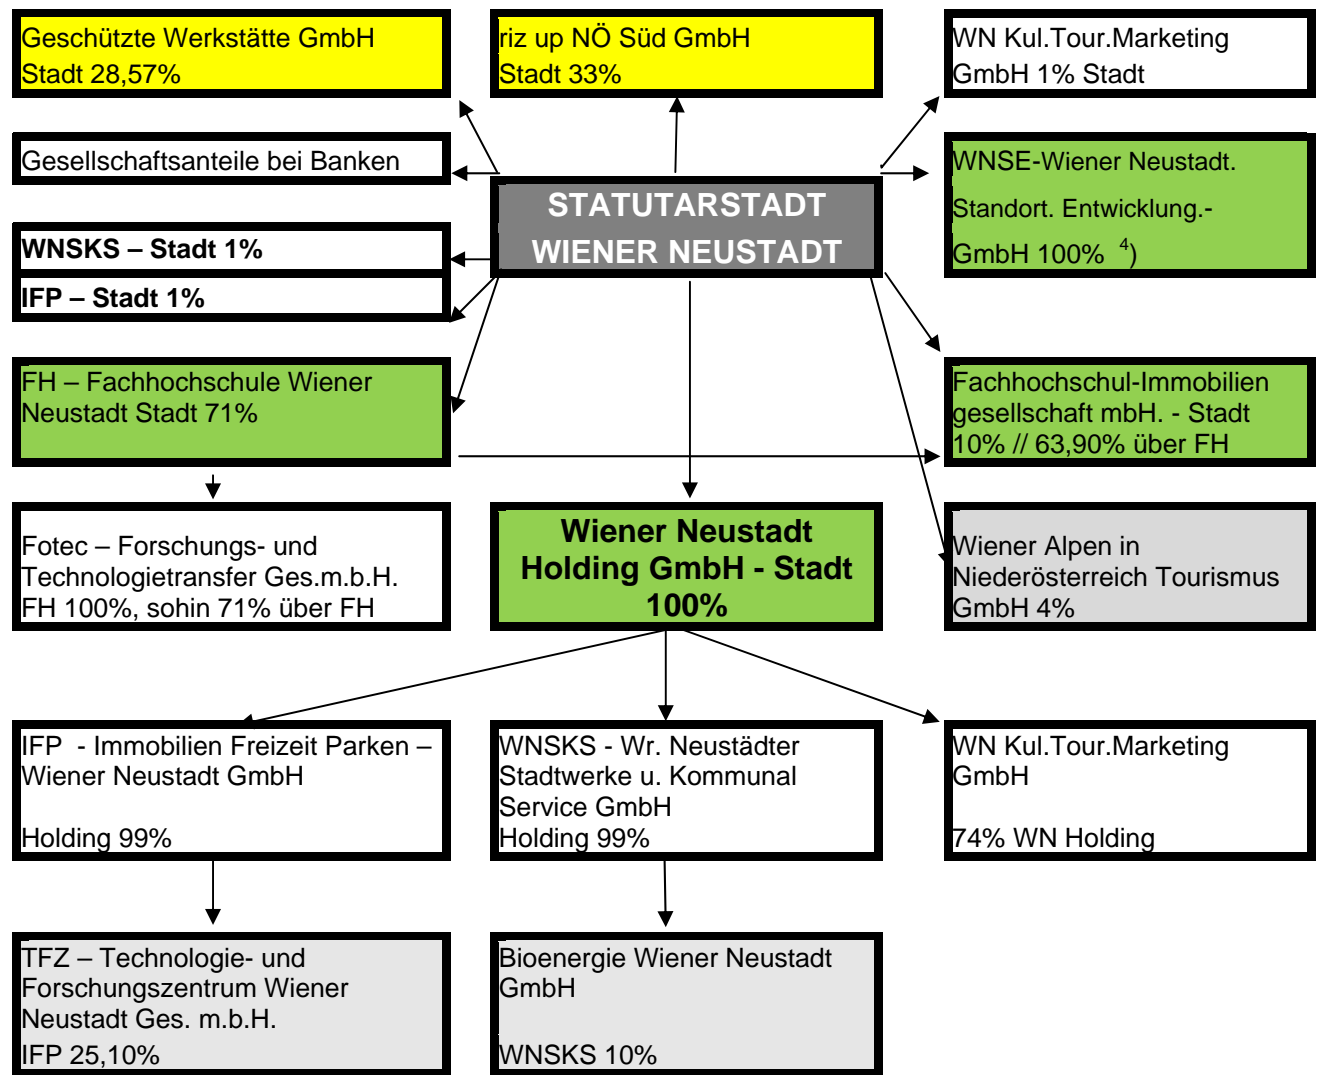 Geschützte Werkstätte GmbH
Stadt 28,57%
riz up NÖ Süd GmbH
Stadt 33%
WN Kul.Tour.Marketing
GmbH 1% Stadt
Gesellschaftsanteile bei Banken
WNSE-Wiener Neustadt.
Standort. Entwicklung.-
GmbH 100% ⁴)
STATUTARSTADT
WIENER NEUSTADT
WNSKS – Stadt 1%
IFP – Stadt 1%
FH – Fachhochschule Wiener
Neustadt Stadt 71%
Fachhochschul-Immobilien
gesellschaft mbH. - Stadt
10% // 63,90% über FH
Fotec – Forschungs- und
Technologietransfer Ges.m.b.H.
FH 100%, sohin 71% über FH
Wiener Neustadt
Holding GmbH - Stadt
100%
Wiener Alpen in
Niederösterreich Tourismus
GmbH 4%
IFP - Immobilien Freizeit Parken –
Wiener Neustadt GmbH
Holding 99%
WNSKS - Wr. Neustädter
Stadtwerke u. Kommunal
Service GmbH
Holding 99%
WN Kul.Tour.Marketing
GmbH
74% WN Holding
TFZ – Technologie- und
Forschungszentrum Wiener
Neustadt Ges. m.b.H.
IFP 25,10%
Bioenergie Wiener Neustadt
GmbH
WNSKS 10%